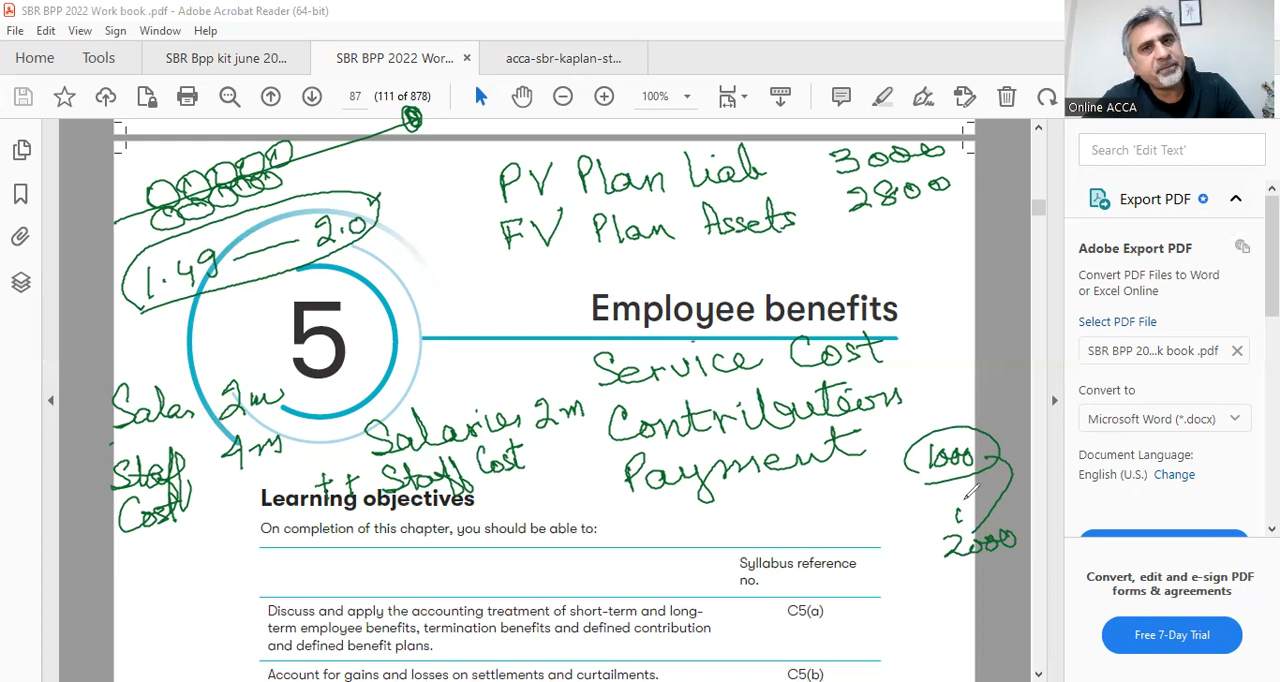 SBR BPP 2022 Work book .pdf - Adobe Acrobat Reader (64-bit)
File Edit View Sign Window Help
Home Tools SBR Bpp kit june 20... SBR BPP 2022 Wor... × acca-sbr-kaplan-st...
87 (111 of 878) 100%
Online ACCA
Search 'Edit Text'
Export PDF
Adobe Export PDF
Convert PDF Files to Word
or Excel Online
Select PDF File
SBR BPP 20...k book .pdf
Convert to
Microsoft Word (*.docx)
Document Language:
English (U.S.) Change
Convert, edit and e-sign PDF
forms & agreements
Free 7-Day Trial
PV Plan Liab 3000
FV Plan Assets 2800
1.49 — 2.0
5
Employee benefits
Service Cost
Contribution
Payment
1000
2000
Salar 2m
4m
Staff
Cost
Salaries 2m
++ Staff Cost
Learning objectives
On completion of this chapter, you should be able to:
Syllabus reference
no.
Discuss and apply the accounting treatment of short-term and long-
term employee benefits, termination benefits and defined contribution
and defined benefit plans.
C5(a)
Account for gains and losses on settlements and curtailments. C5(b)